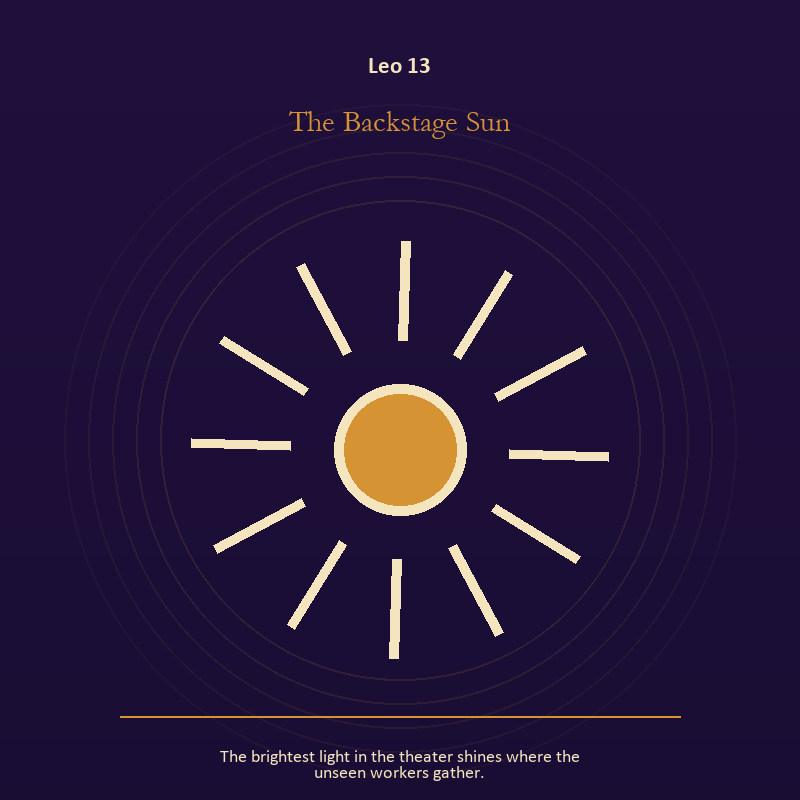 Leo 13
The Backstage Sun
The brightest light in the theater shines where the
unseen workers gather.